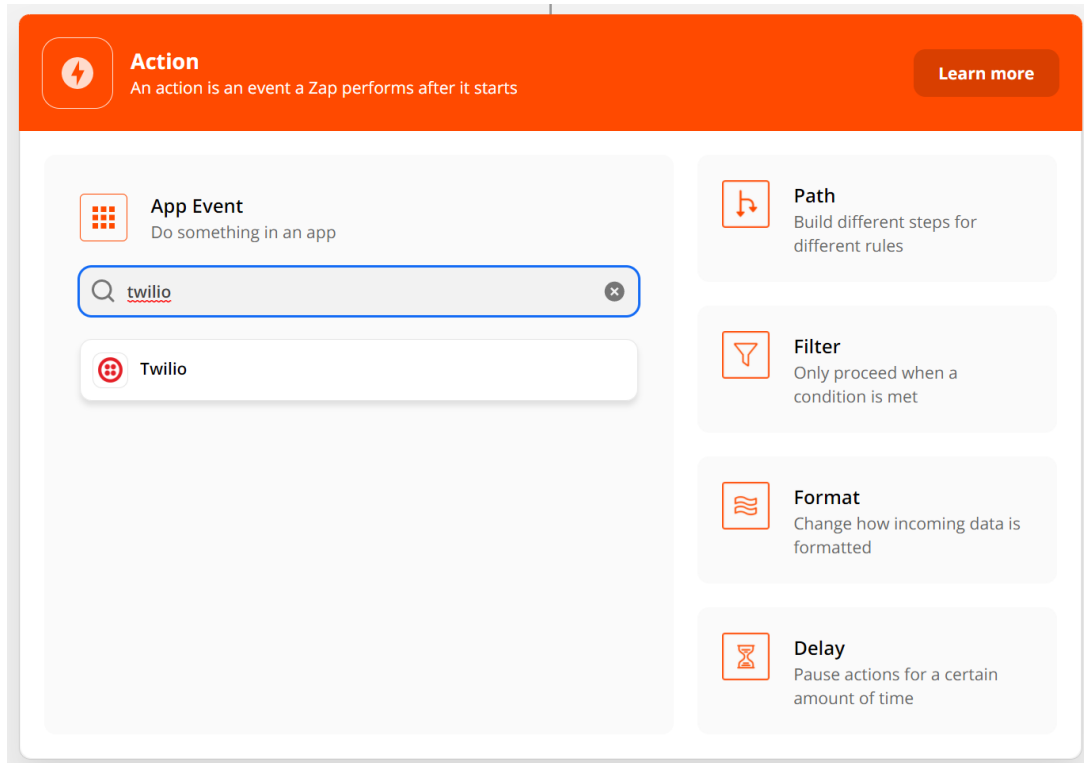 Action
An action is an event a Zap performs after it starts
Learn more
App Event
Do something in an app
twilio
Twilio
Path
Build different steps for
different rules
Filter
Only proceed when a
condition is met
Format
Change how incoming data is
formatted
Delay
Pause actions for a certain
amount of time